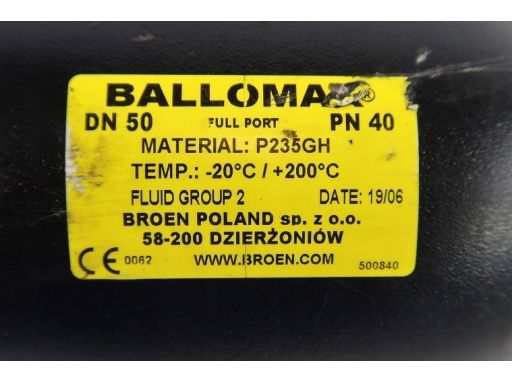 BALLOMAX®
DN 50 FULL PORT PN 40
MATERIAL: P235GH
TEMP.: -20°C / +200°C
FLUID GROUP 2 DATE: 19/06
BROEN POLAND sp. z o.o.
58-200 DZIERŻONIÓW
CE 0062 WWW.BROEN.COM 500840